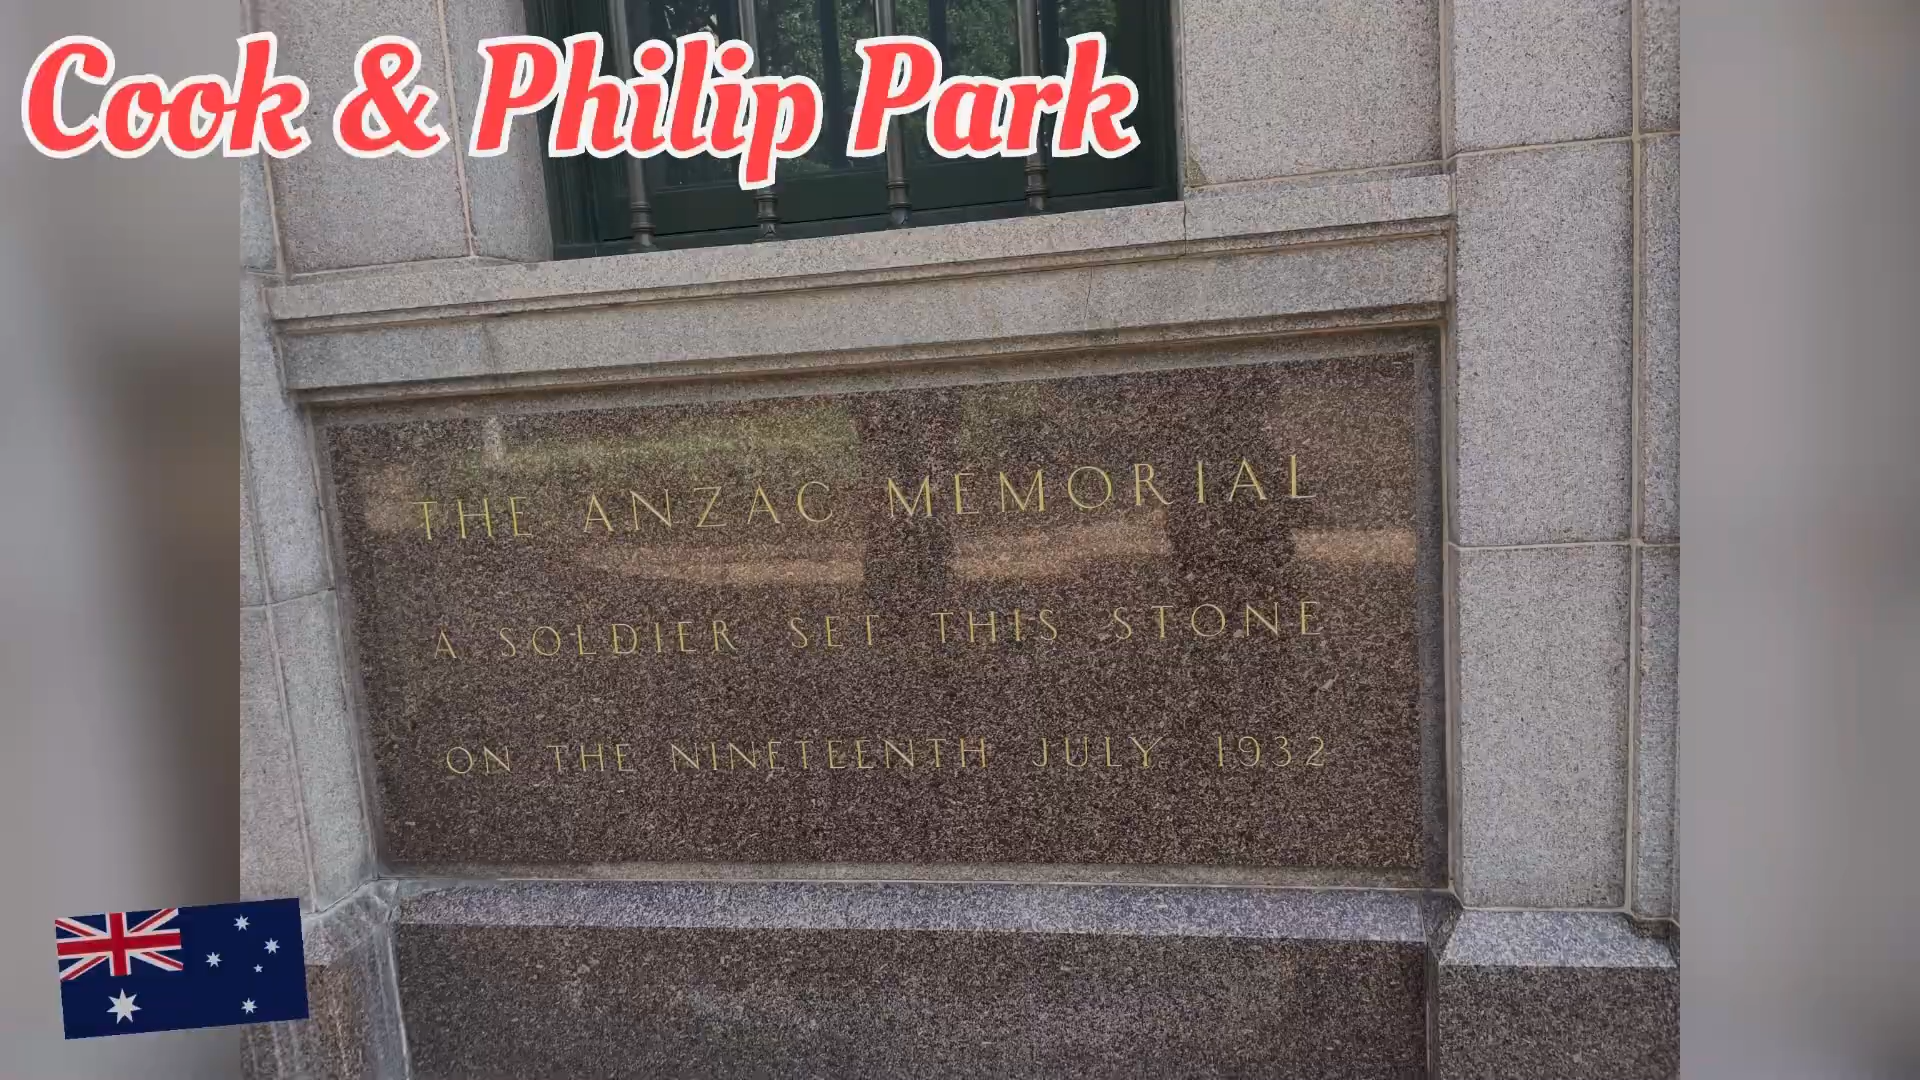 Cook & Philip Park
THE ANZAC MEMORIAL
A SOLDIER SET THIS STONE
ON THE NINETEENTH JULY 1932